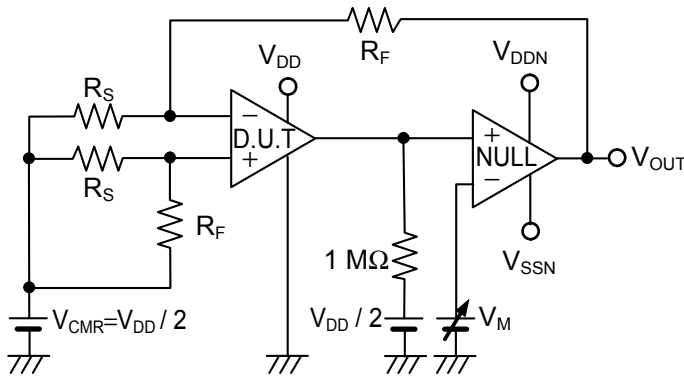 R_F
V_DD
V_DDN
R_S
−
D.U.T
+
+
NULL
−
V_OUT
R_S
R_F
1 MΩ
V_SSN
V_CMR=V_DD / 2
V_DD / 2
V_M